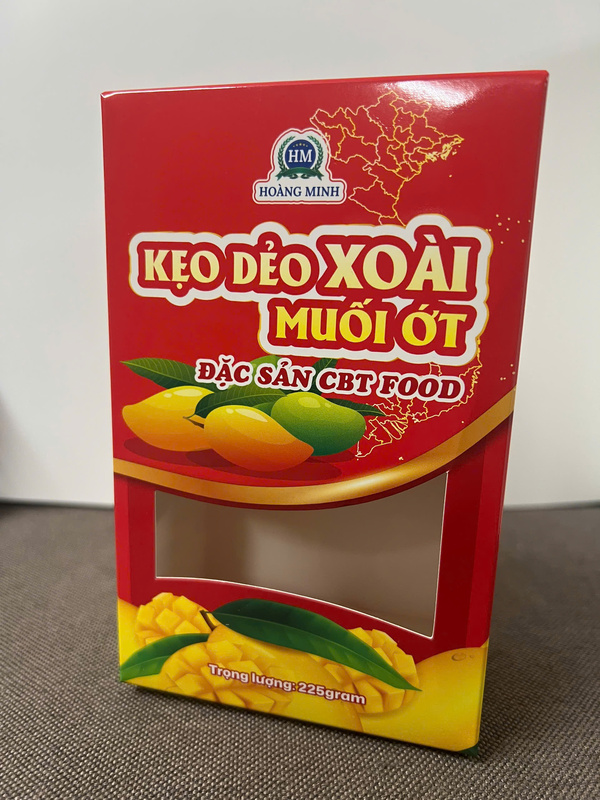 HM
HOÀNG MINH
KẸO DẺO XOÀI
MUỐI ỚT
ĐẶC SẢN CBT FOOD
Trọng lượng: 225gram